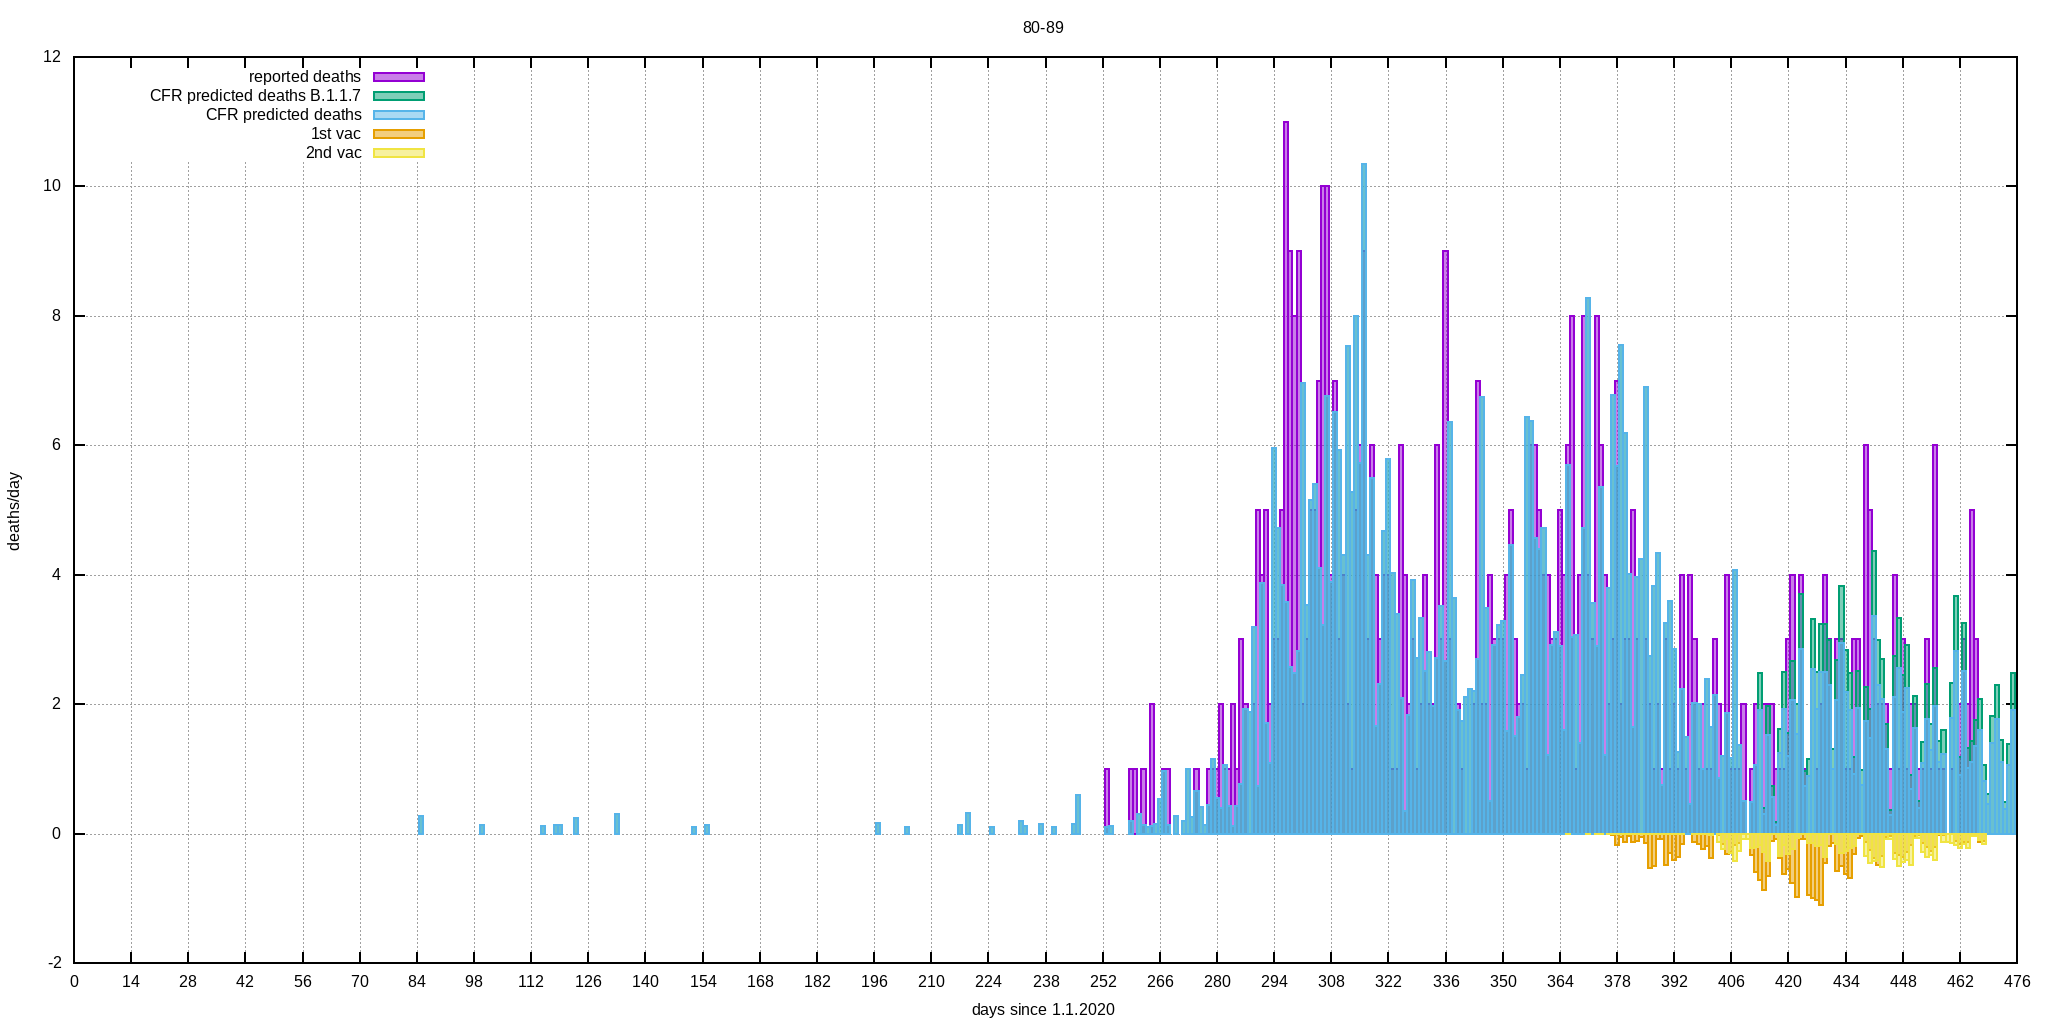 80-89
reported deaths
CFR predicted deaths B.1.1.7
CFR predicted deaths
1st vac
2nd vac
12
10
8
6
4
2
0
-2
deaths/day
0 14 28 42 56 70 84 98 112 126 140 154 168 182 196 210 224 238 252 266 280 294 308 322 336 350 364 378 392 406 420 434 448 462 476
days since 1.1.2020